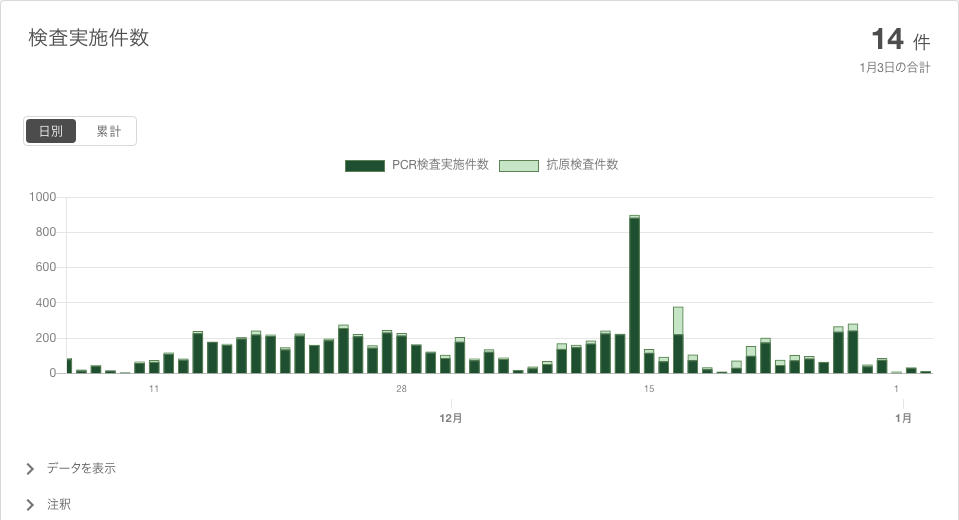 検査実施件数
14 件
1月3日の合計
日別 累計
PCR検査実施件数 抗原検査件数
1000
800
600
400
200
0
11 28 15 1
12月 1月
データを表示
注釈